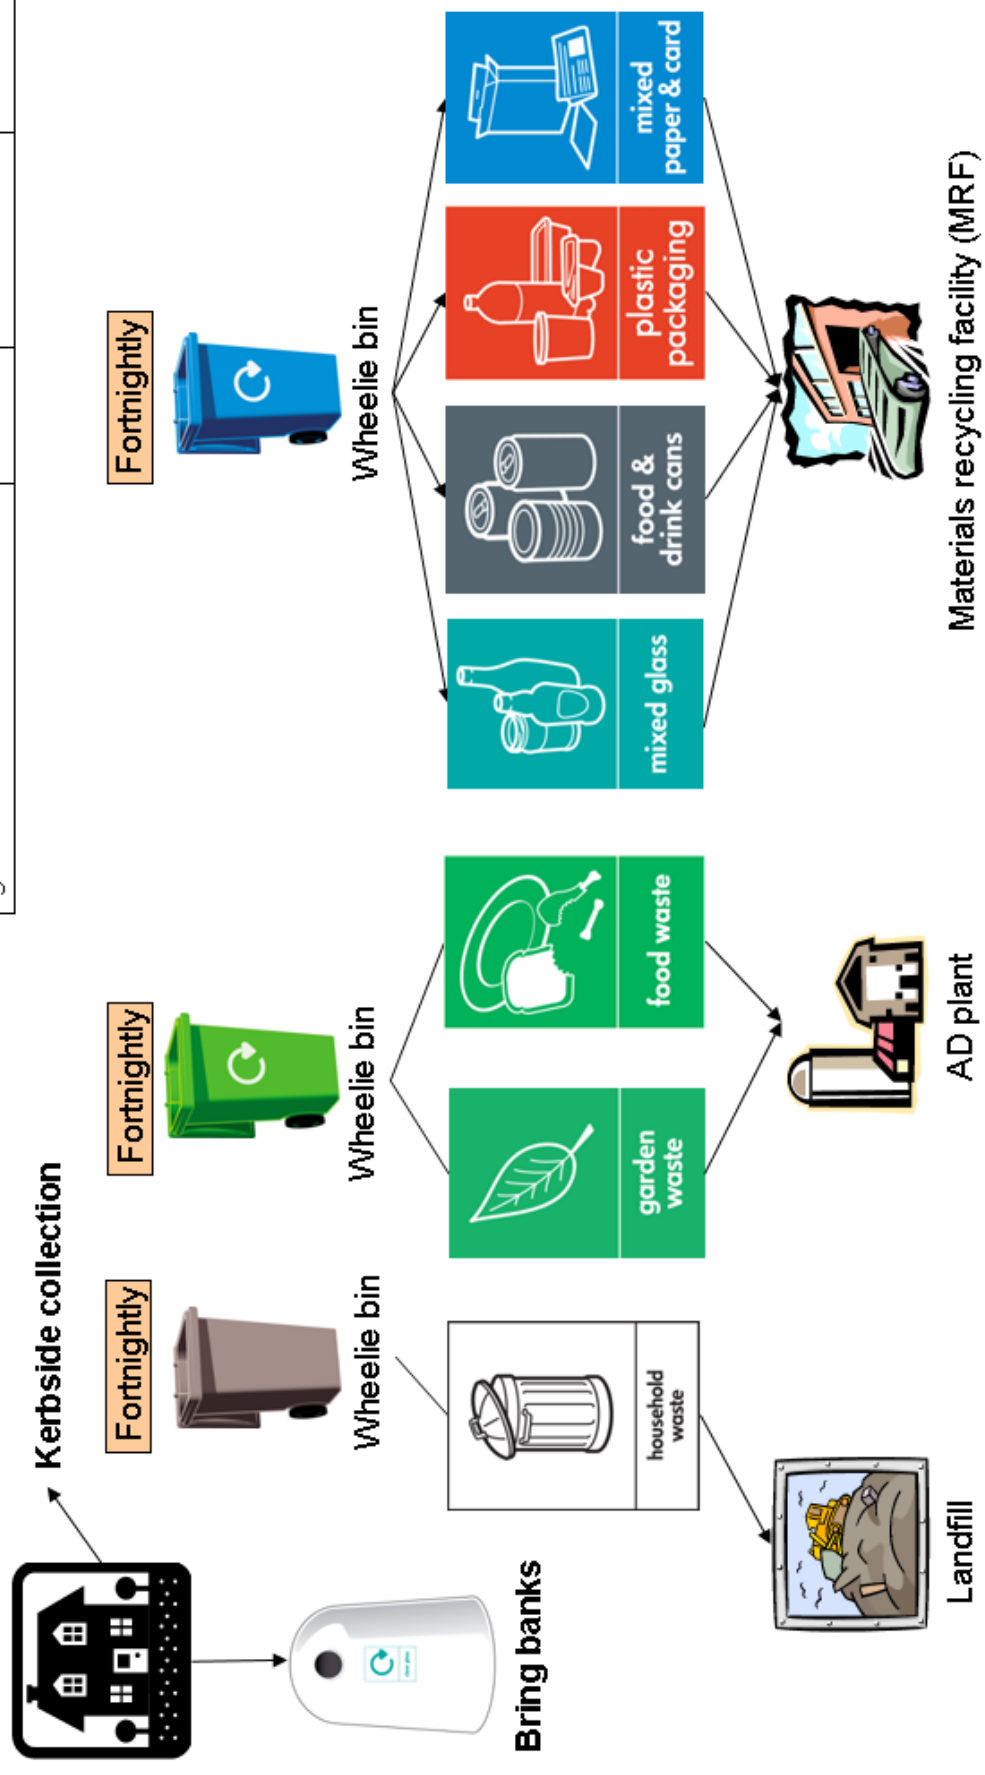 Kerbside collection
Fortnightly
Wheelie bin
household
waste
Landfill
Bring banks
Fortnightly
Wheelie bin
garden
waste
food waste
AD plant
Fortnightly
Wheelie bin
mixed glass
food &
drink cans
plastic
packaging
mixed
paper & card
Materials recycling facility (MRF)